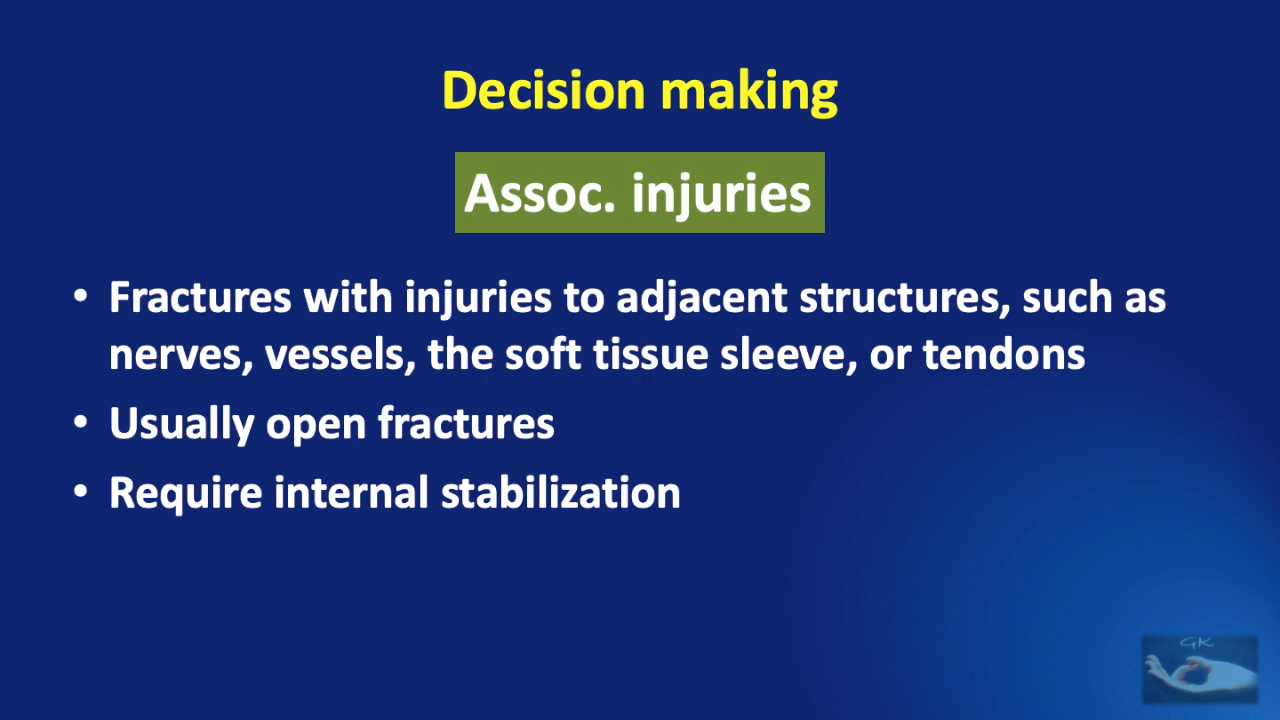 Decision making
Assoc. injuries
• Fractures with injuries to adjacent structures, such as
nerves, vessels, the soft tissue sleeve, or tendons
• Usually open fractures
• Require internal stabilization
GK